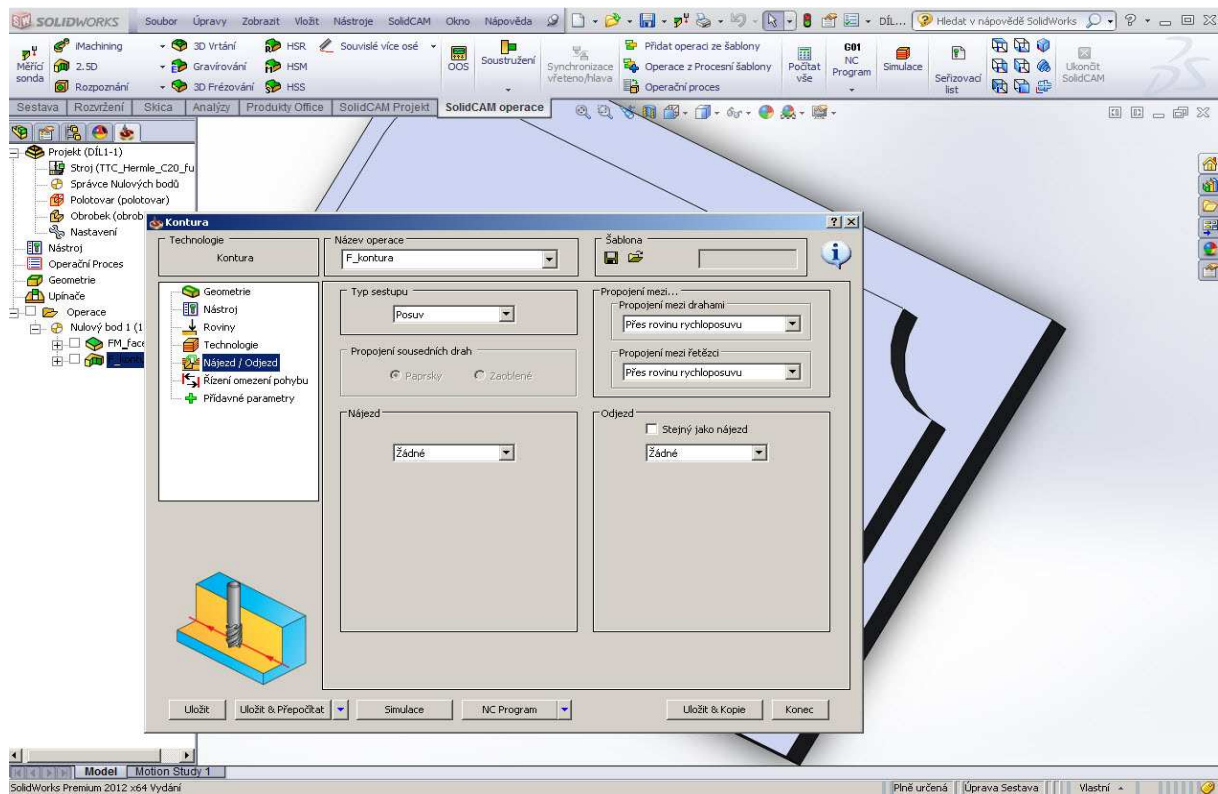 SOLIDWORKS Soubor Úpravy Zobrazit Vložit Nástroje SolidCAM Okno Nápověda DÍL... Hledat v nápovědě SolidWorks
iMachining 3D Vrtání HSR Souvislé více osé
Měřící sonda
2.5D Gravírování HSM
Rozpoznání 3D Frézování HSS
OOS
Soustružení
Synchronizace vřeteno/hlava
Přidat operaci ze šablony
Operace z Procesní šablony
Operační proces
Počítat vše
G01 NC Program
Simulace
Seřizovací list
Ukončit SolidCAM
Sestava Rozvržení Skica Analýzy Produkty Office SolidCAM Projekt SolidCAM operace
Projekt (DÍL1-1)
Stroj (TTC_Hermle_C20_fu
Správce Nulových bodů
Polotovar (polotovar)
Obrobek (obrob
Nastavení
Nástroj
Operační Proces
Geometrie
Upínače
Operace
Nulový bod 1 (1
FM_face
F_kont
Kontura
Technologie
Kontura
Název operace
F_kontura
Šablona
Geometrie
Nástroj
Roviny
Technologie
Nájezd / Odjezd
Řízení omezení pohybu
Přídavné parametry
Typ sestupu
Posuv
Propojení sousedních drah
Paprsky Zaoblené
Propojení mezi...
Propojení mezi drahami
Přes rovinu rychloposuvu
Propojení mezi řetězci
Přes rovinu rychloposuvu
Nájezd
Žádné
Odjezd
Stejný jako nájezd
Žádné
Uložit Uložit & Přepočítat Simulace NC Program Uložit & Kopie Konec
Model Motion Study 1
SolidWorks Premium 2012 x64 Vydání Plně určená Úprava Sestava Vlastní